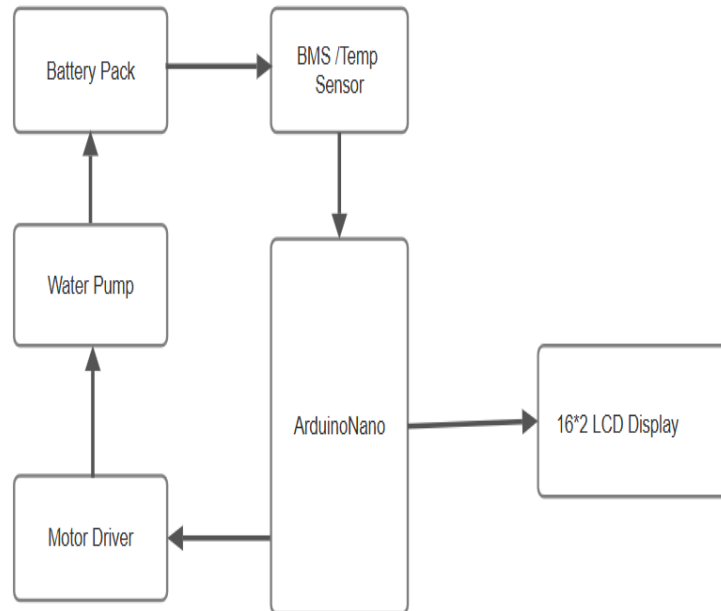 Battery Pack
BMS /Temp
Sensor
Water Pump
ArduinoNano
16*2 LCD Display
Motor Driver